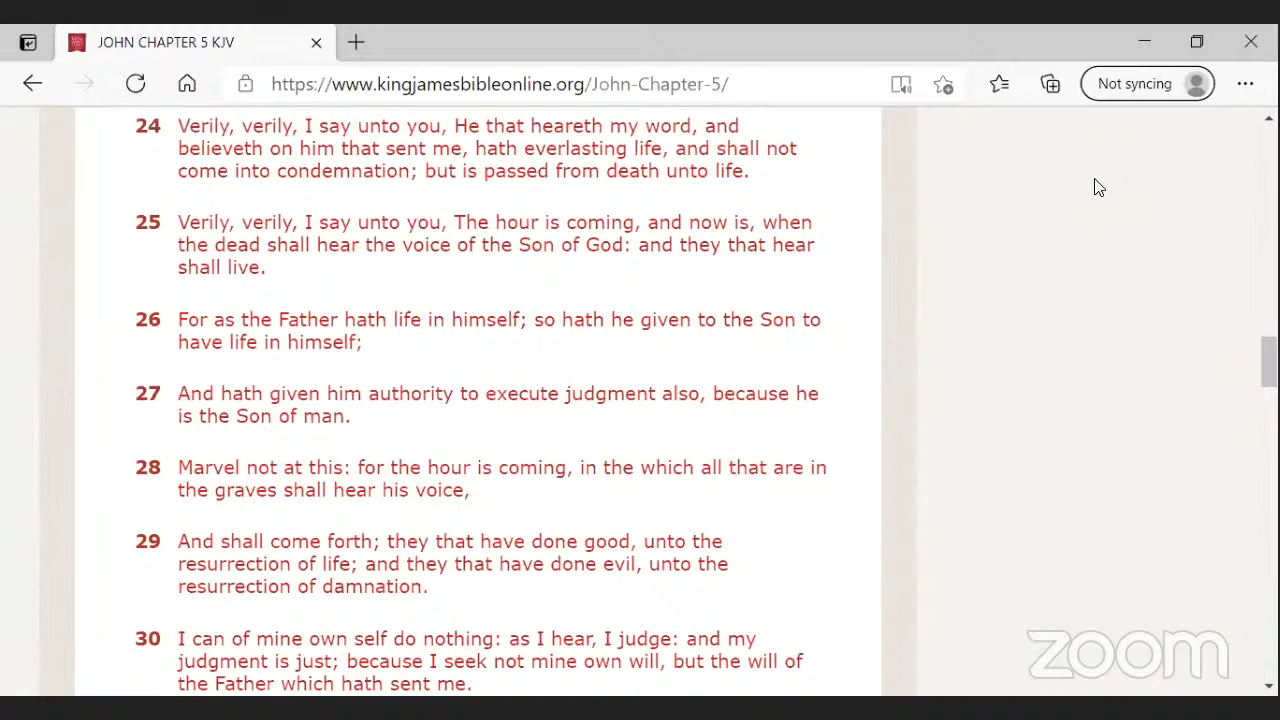 JOHN CHAPTER 5 KJV
https://www.kingjamesbibleonline.org/John-Chapter-5/
Not syncing
24 Verily, verily, I say unto you, He that heareth my word, and
believeth on him that sent me, hath everlasting life, and shall not
come into condemnation; but is passed from death unto life.
25 Verily, verily, I say unto you, The hour is coming, and now is, when
the dead shall hear the voice of the Son of God: and they that hear
shall live.
26 For as the Father hath life in himself; so hath he given to the Son to
have life in himself;
27 And hath given him authority to execute judgment also, because he
is the Son of man.
28 Marvel not at this: for the hour is coming, in the which all that are in
the graves shall hear his voice,
29 And shall come forth; they that have done good, unto the
resurrection of life; and they that have done evil, unto the
resurrection of damnation.
30 I can of mine own self do nothing: as I hear, I judge: and my
judgment is just; because I seek not mine own will, but the will of
the Father which hath sent me.
zoom